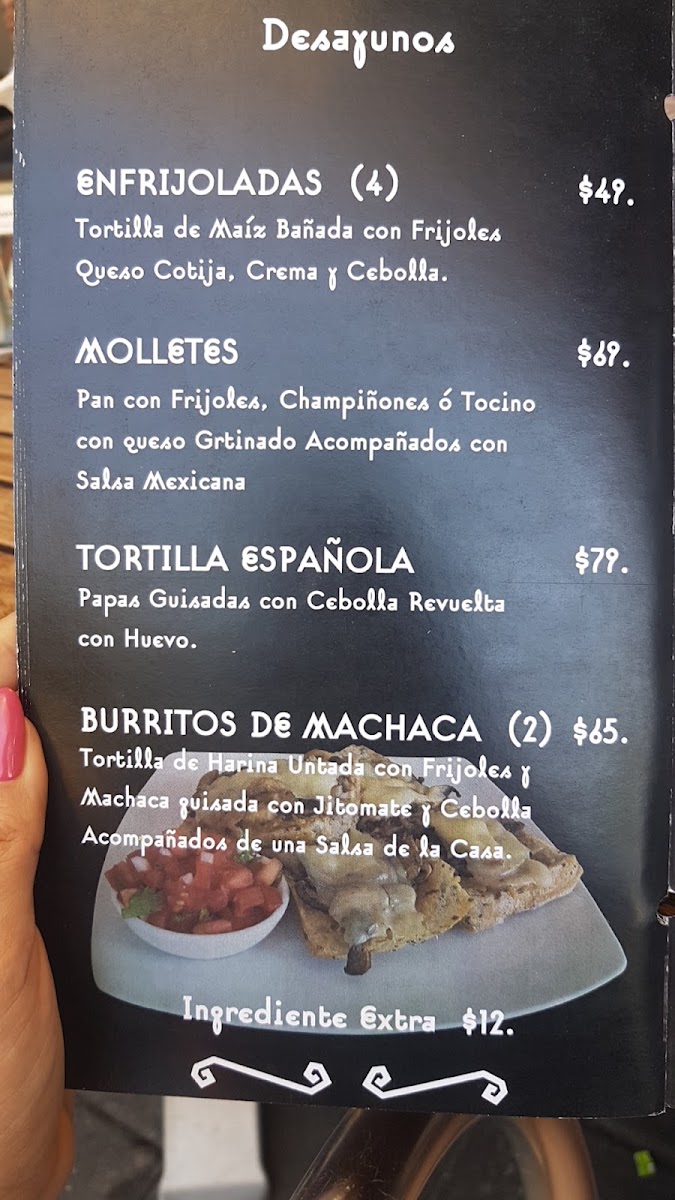 Desayunos
ENFRIJOLADAS (4) $49.
Tortilla de Maíz Bañada con Frijoles
Queso Cotija, Crema y Cebolla.
MOLLETES $69.
Pan con Frijoles, Champiñones ó Tocino
con queso Grtinado Acompañados con
Salsa Mexicana
TORTILLA ESPAÑOLA $79.
Papas Guisadas con Cebolla Revuelta
con Huevo.
BURRITOS DE MACHACA (2) $65.
Tortilla de Harina Untada con Frijoles y
Machaca guisada con Jitomate y Cebolla
Acompañados de una Salsa de la Casa.
Ingrediente Extra $12.